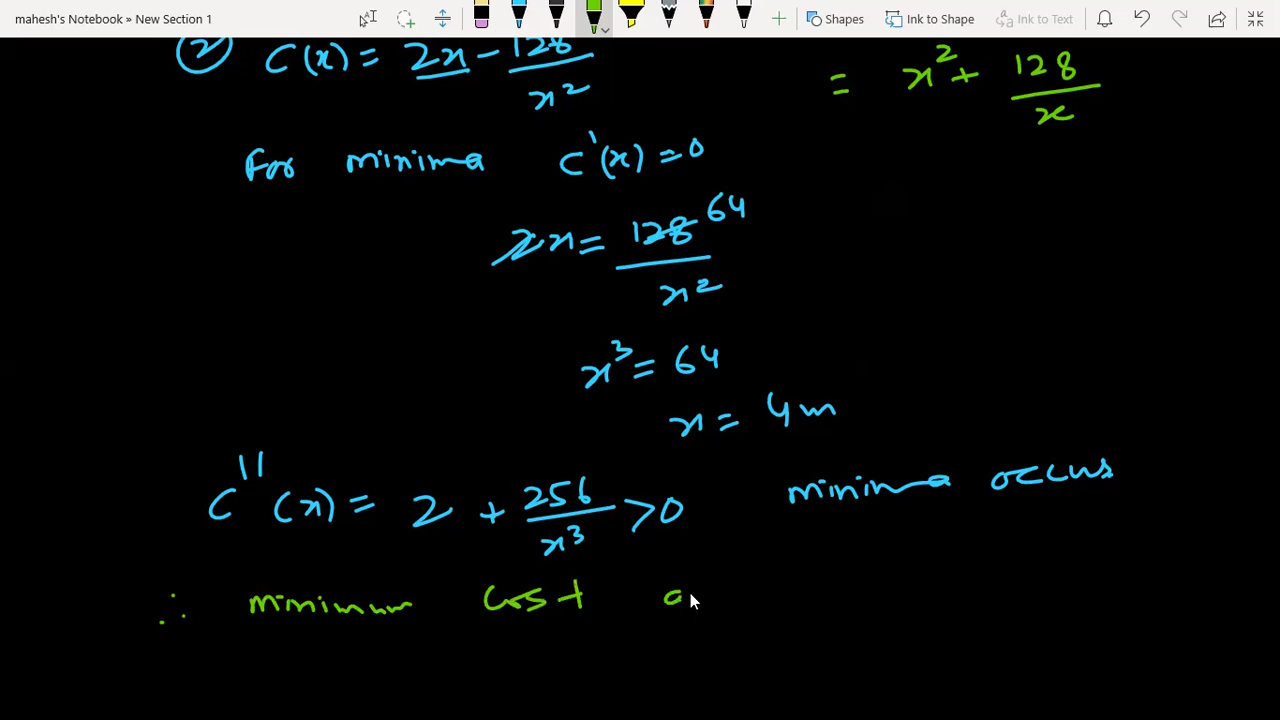 mahesh's Notebook » New Section 1
Shapes
Ink to Shape
Ink to Text
② C(x) = 2x - 128/x²
= x² + 128/x
For minima C'(x) = 0
2x = 128/x² 64
x³ = 64
x = 4m
C''(x) = 2 + 256/x³ > 0 minima occurs
∴ minimum cost